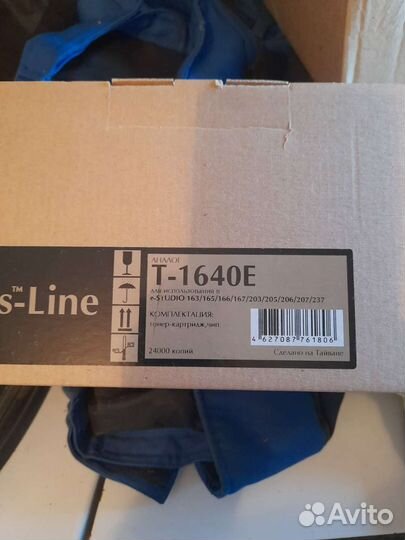 s-Line™
АНАЛОГ
T-1640E
ДЛЯ ИСПОЛЬЗОВАНИЯ В
e-STUDIO 163/165/166/167/203/205/206/207/237
КОМПЛЕКТАЦИЯ:
тонер-картридж,чип
24000 копий
4 627087 761806
Сделано на Тайване
Avito